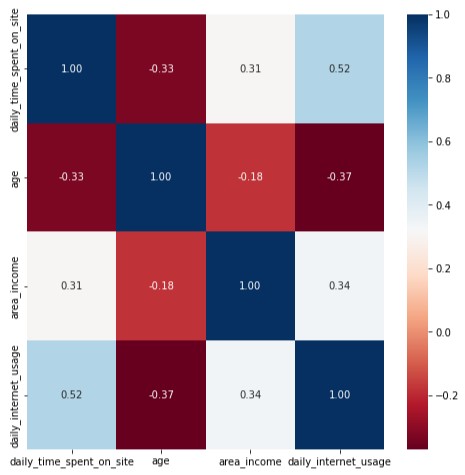 daily_time_spent_on_site
1.00 -0.33 0.31 0.52
age
-0.33 1.00 -0.18 -0.37
area_income
0.31 -0.18 1.00 0.34
daily_internet_usage
0.52 -0.37 0.34 1.00
daily_time_spent_on_site age area_income daily_internet_usage
1.0
0.8
0.6
0.4
0.2
0.0
−0.2